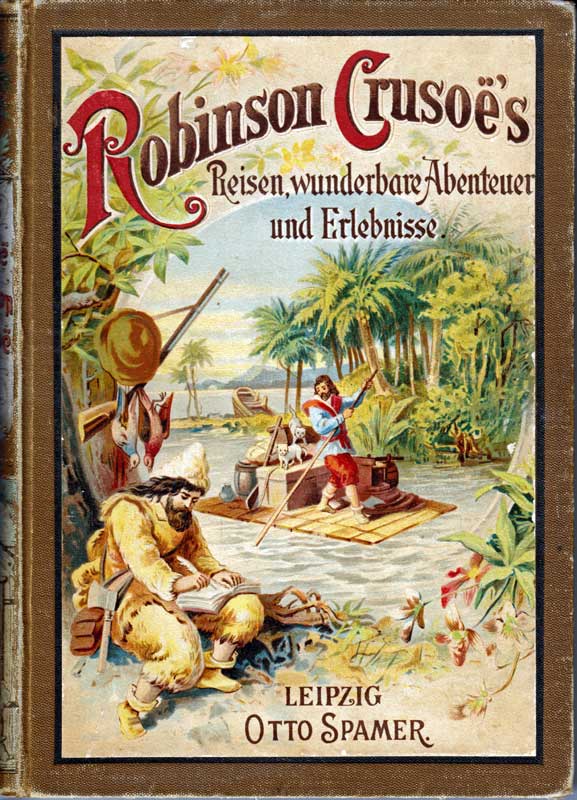 Robinson Crusoë's
Reisen, wunderbare Abenteuer
und Erlebnisse.
LEIPZIG
OTTO SPAMER.